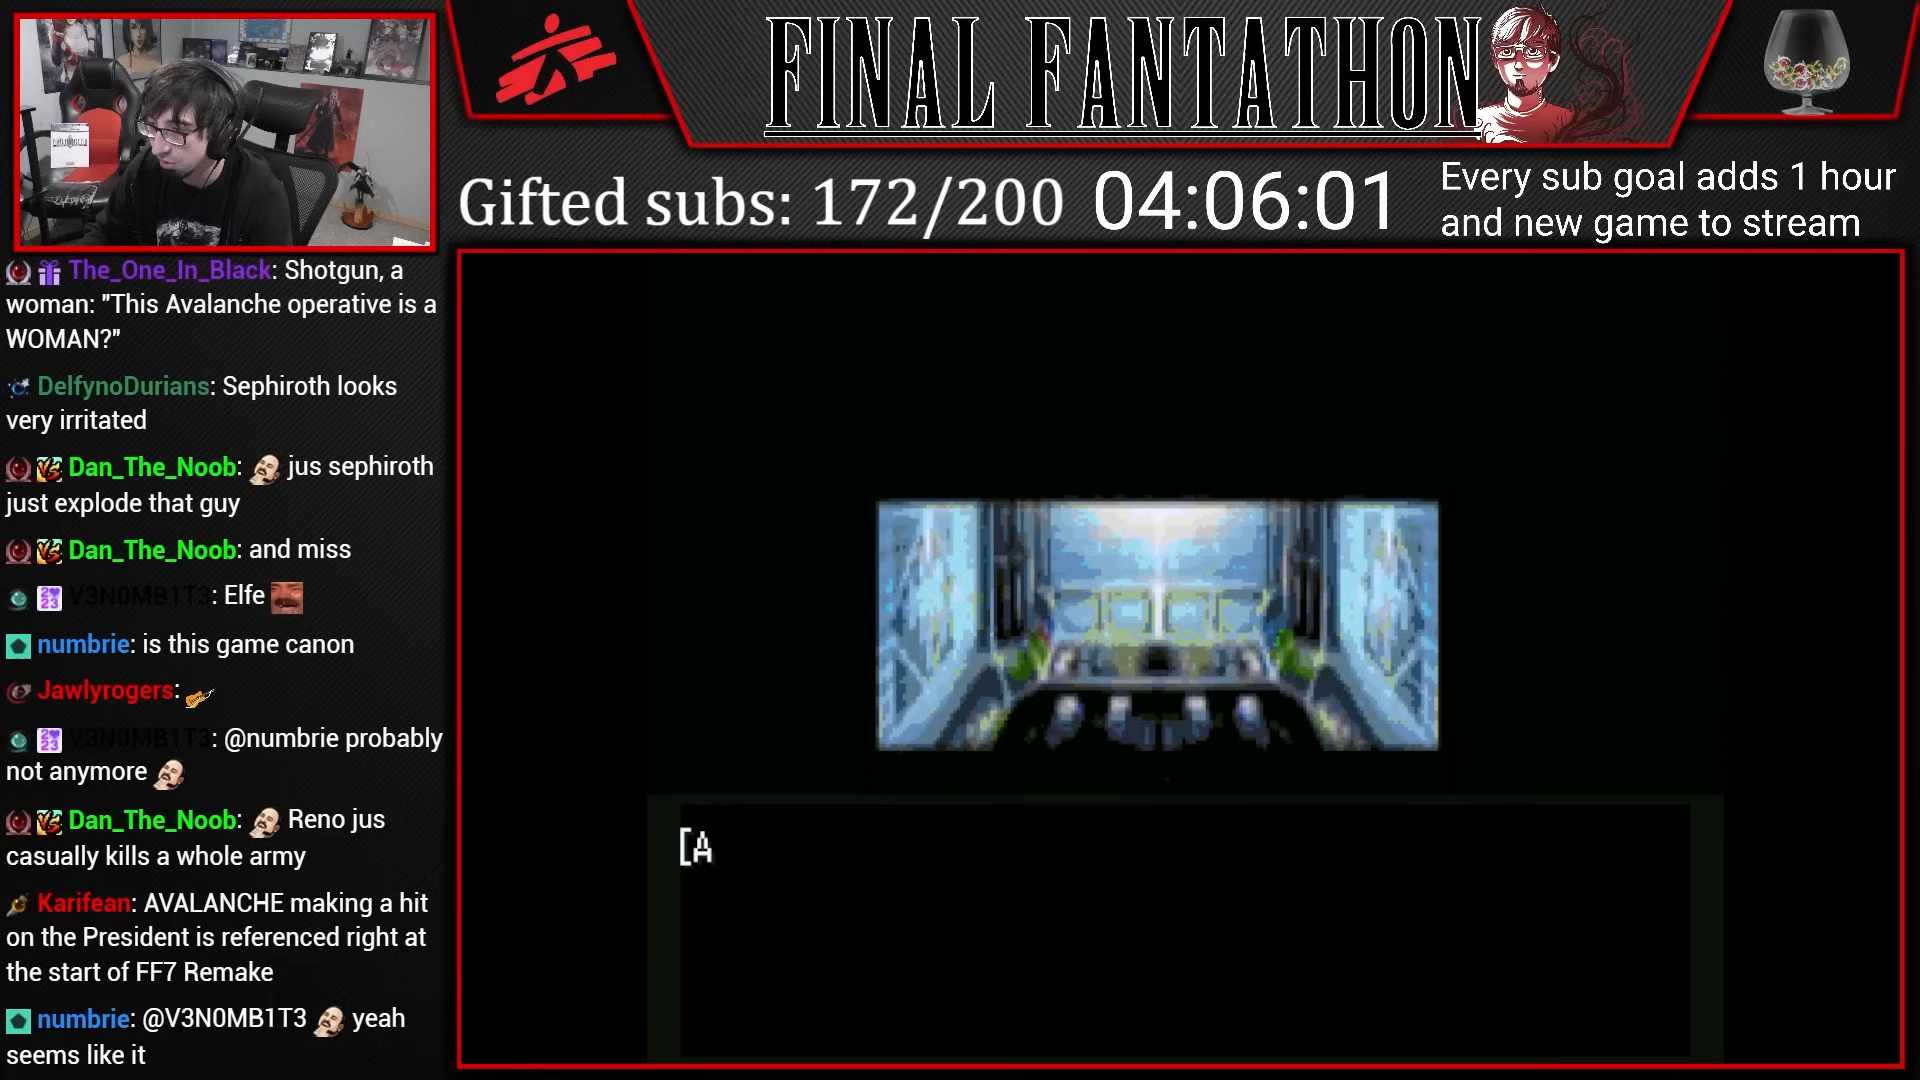 FINAL FANTATHON
Gifted subs: 172/200
04:06:01
Every sub goal adds 1 hour
and new game to stream
The_One_In_Black: Shotgun, a
woman: "This Avalanche operative is a
WOMAN?"
DelfynoDurians: Sephiroth looks
very irritated
Dan_The_Noob: jus sephiroth
just explode that guy
Dan_The_Noob: and miss
V3N0MB1T3: Elfe
numbrie: is this game canon
Jawlyrogers:
V3N0MB1T3: @numbrie probably
not anymore
Dan_The_Noob: Reno jus
casually kills a whole army
Karifean: AVALANCHE making a hit
on the President is referenced right at
the start of FF7 Remake
numbrie: @V3N0MB1T3 yeah
seems like it
[A